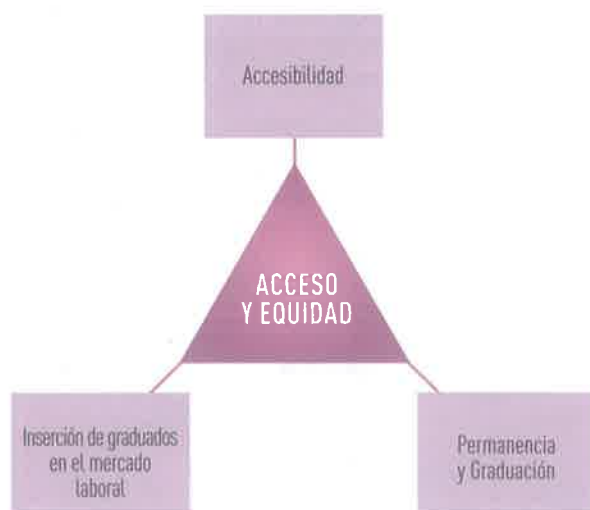 Accesibilidad
ACCESO
Y EQUIDAD
Inserción de graduados
en el mercado
laboral
Permanencia
y Graduación